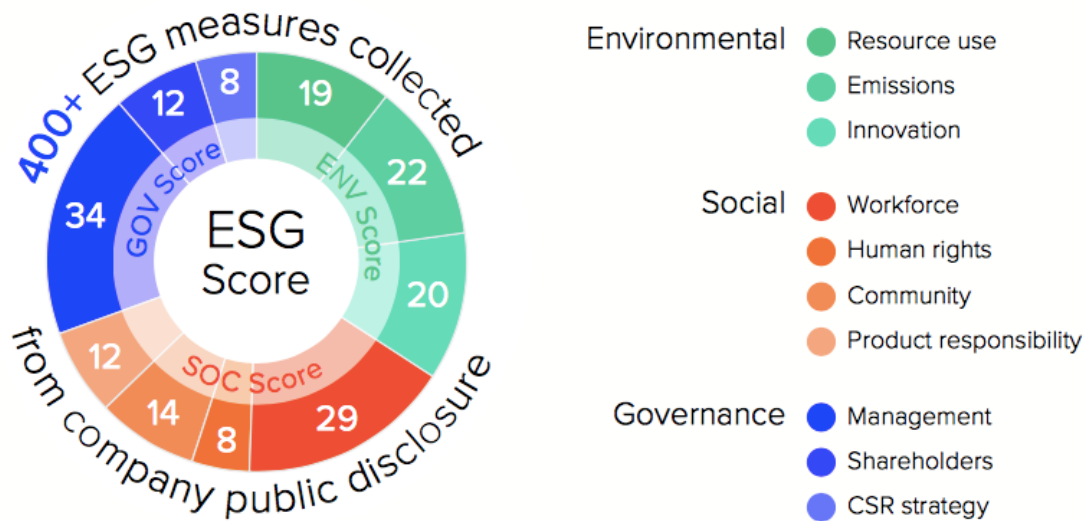 400+ ESG measures collected
from company public disclosure
ESG
Score
ENV Score
19
22
20
SOC Score
29
8
14
12
GOV Score
34
12
8
Environmental
Resource use
Emissions
Innovation
Social
Workforce
Human rights
Community
Product responsibility
Governance
Management
Shareholders
CSR strategy